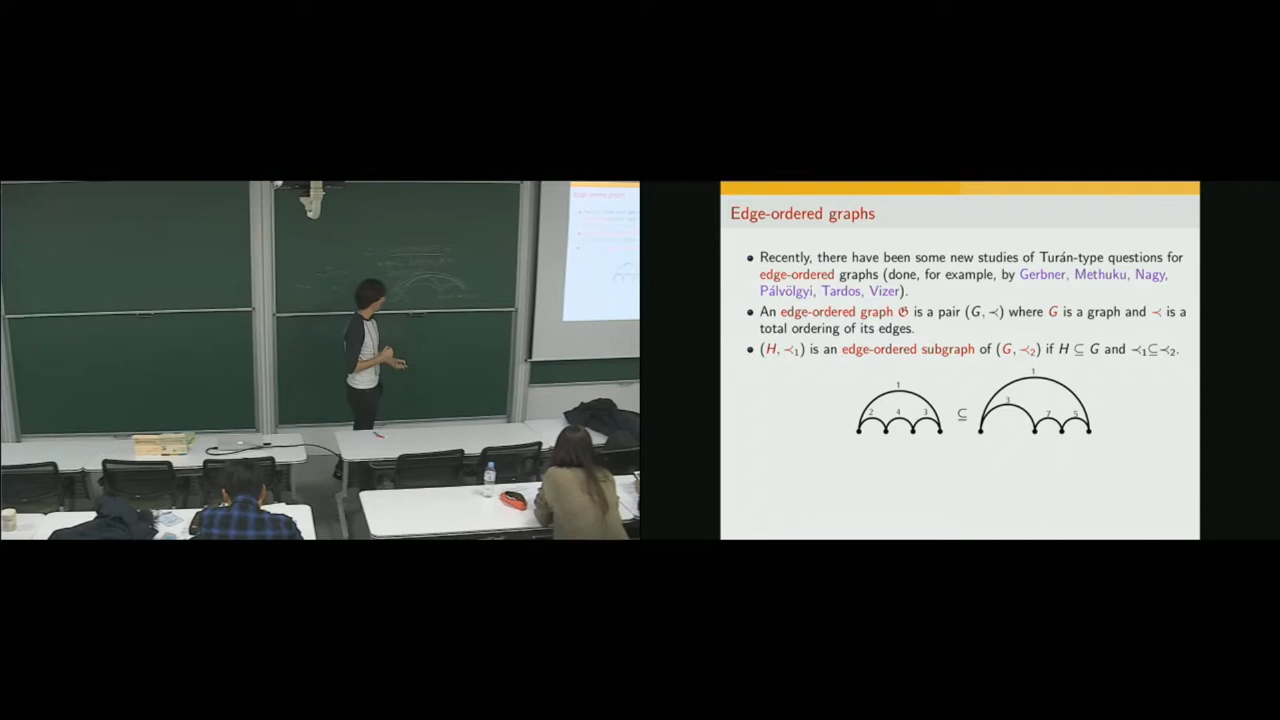 Edge-ordered graphs
Recently, there have been some new studies of Turán-type questions for
edge-ordered graphs (done, for example, by Gerbner, Methuku, Nagy,
Pálvölgyi, Tardos, Vizer).
An edge-ordered graph 𝔊 is a pair (G, ≺) where G is a graph and ≺ is a
total ordering of its edges.
(H, ≺₁) is an edge-ordered subgraph of (G, ≺₂) if H ⊆ G and ≺₁⊆≺₂.
1
2 4 3
⊆
1
3 7 5